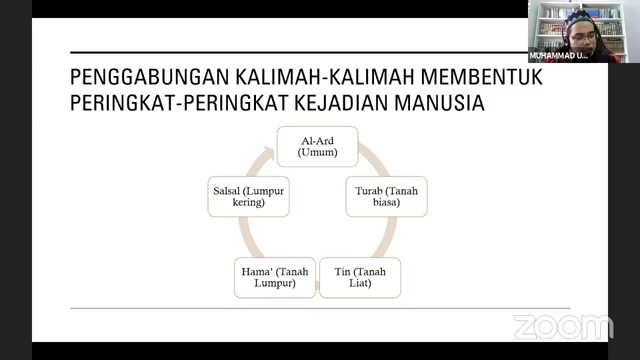 MUHAMMAD U...
PENGGABUNGAN KALIMAH-KALIMAH MEMBENTUK
PERINGKAT-PERINGKAT KEJADIAN MANUSIA
Al-Ard
(Umum)
Turab (Tanah
biasa)
Tin (Tanah
Liat)
Hama' (Tanah
Lumpur)
Salsal (Lumpur
kering)
zoom